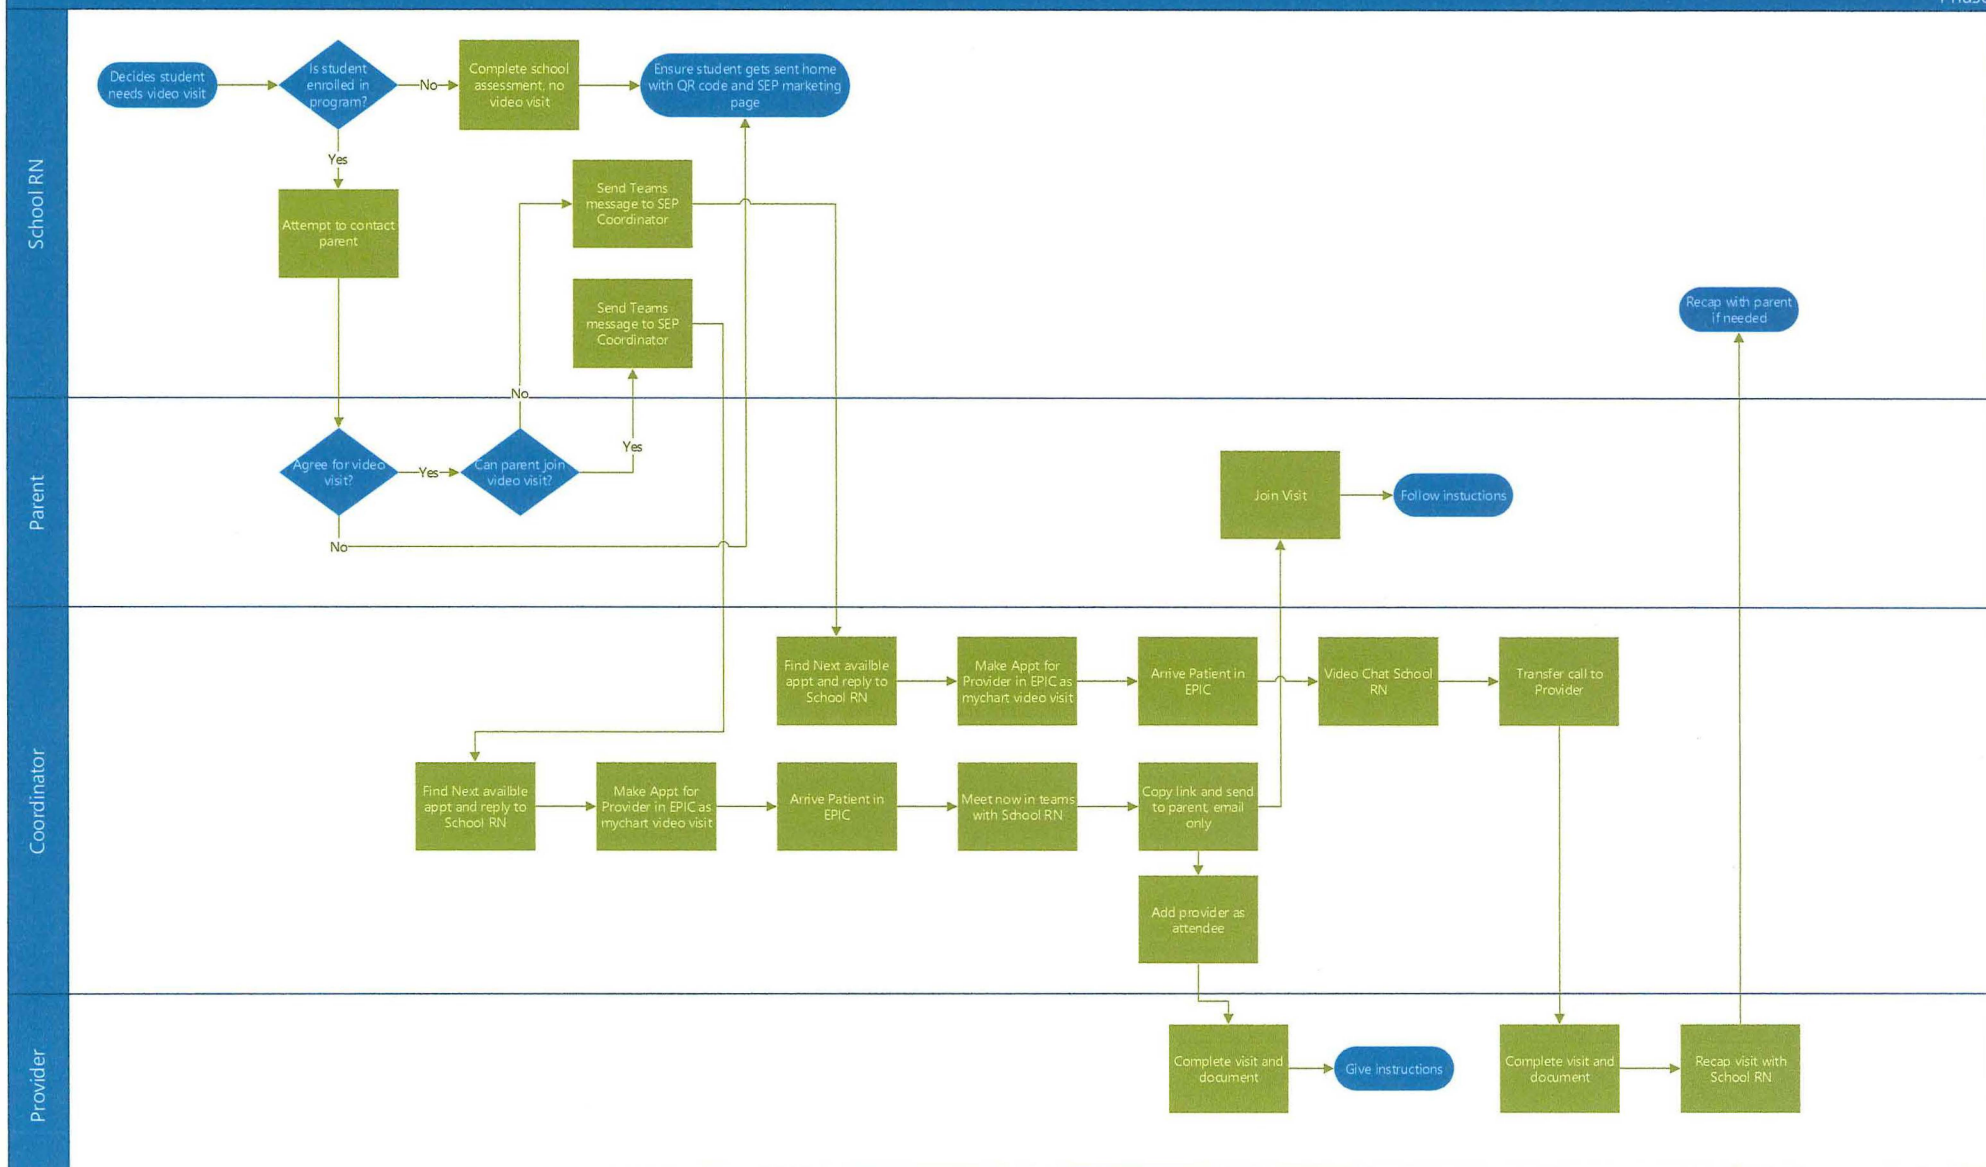 Phase
School RN
Decides student
needs video visit
Is student
enrolled in
program?
No
Complete school
assessment, no
video visit
Ensure student gets sent home
with QR code and SEP marketing
page
Yes
Attempt to contact
parent
Send Teams
message to SEP
Coordinator
Send Teams
message to SEP
Coordinator
Recap with parent
if needed
No
Parent
Agree for video
visit?
Yes
Can parent join
video visit?
Yes
No
Join Visit
Follow instuctions
Coordinator
Find Next availble
appt and reply to
School RN
Make Appt for
Provider in EPIC as
mychart video visit
Arrive Patient in
EPIC
Video Chat School
RN
Transfer call to
Provider
Find Next availble
appt and reply to
School RN
Make Appt for
Provider in EPIC as
mychart video visit
Arrive Patient in
EPIC
Meet now in teams
with School RN
Copy link and send
to parent, email
only
Add provider as
attendee
Provider
Complete visit and
document
Give instructions
Complete visit and
document
Recap visit with
School RN